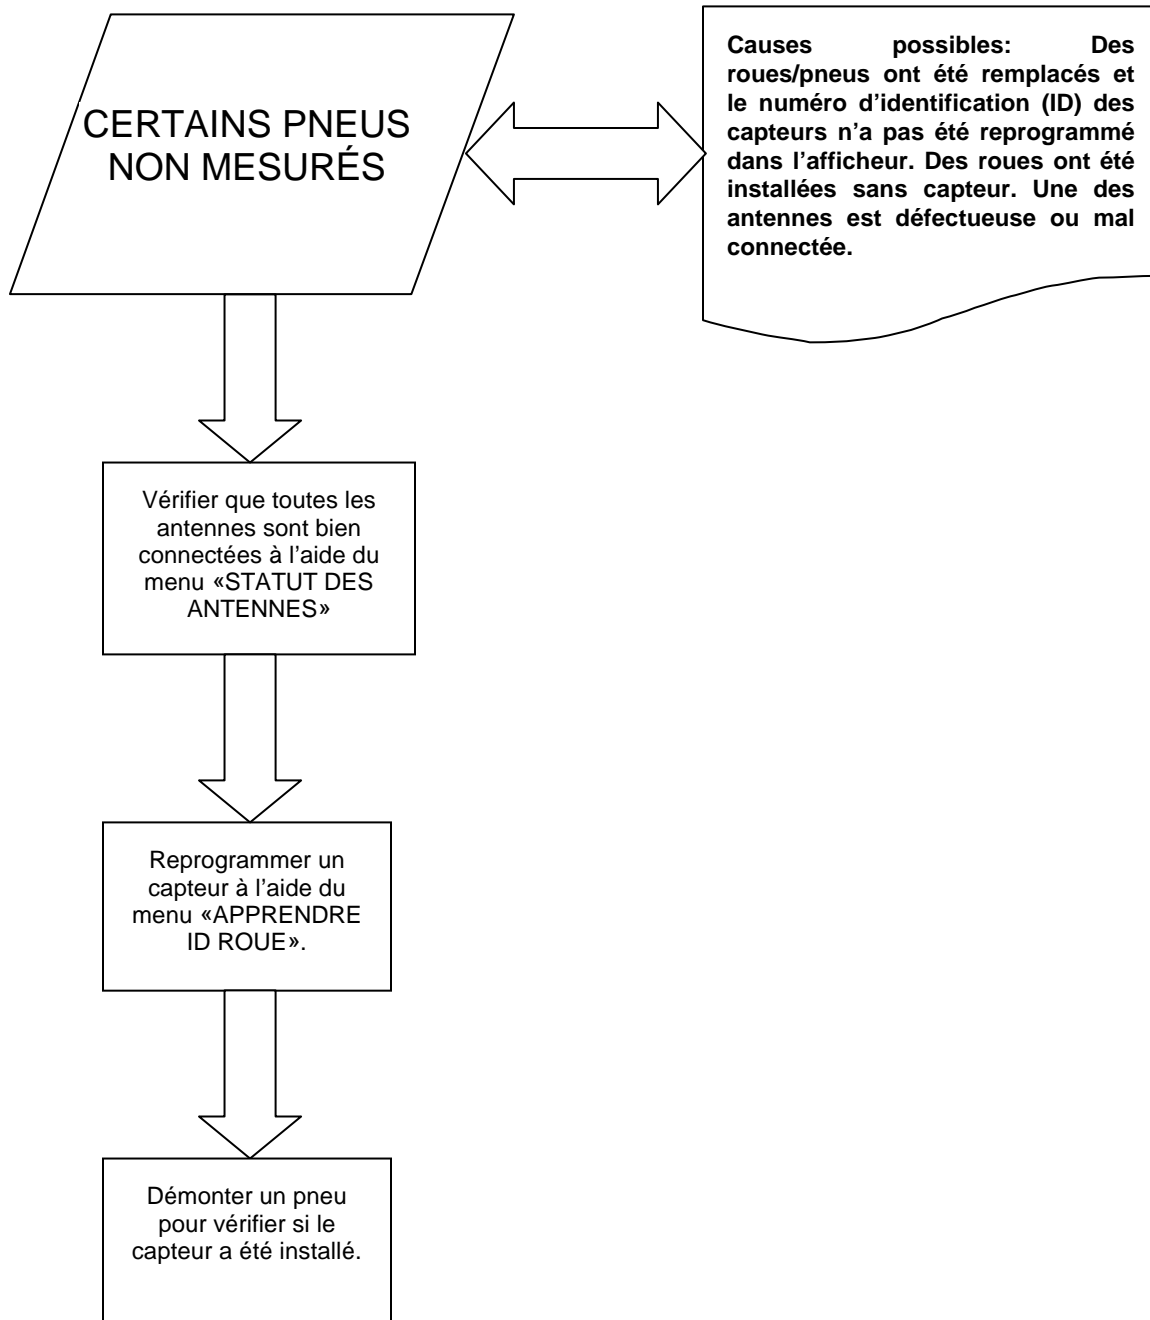 CERTAINS PNEUS
NON MESURÉS
Causes possibles: Des
roues/pneus ont été remplacés et
le numéro d’identification (ID) des
capteurs n’a pas été reprogrammé
dans l’afficheur. Des roues ont été
installées sans capteur. Une des
antennes est défectueuse ou mal
connectée.
Vérifier que toutes les
antennes sont bien
connectées à l’aide du
menu «STATUT DES
ANTENNES»
Reprogrammer un
capteur à l’aide du
menu «APPRENDRE
ID ROUE».
Démonter un pneu
pour vérifier si le
capteur a été installé.